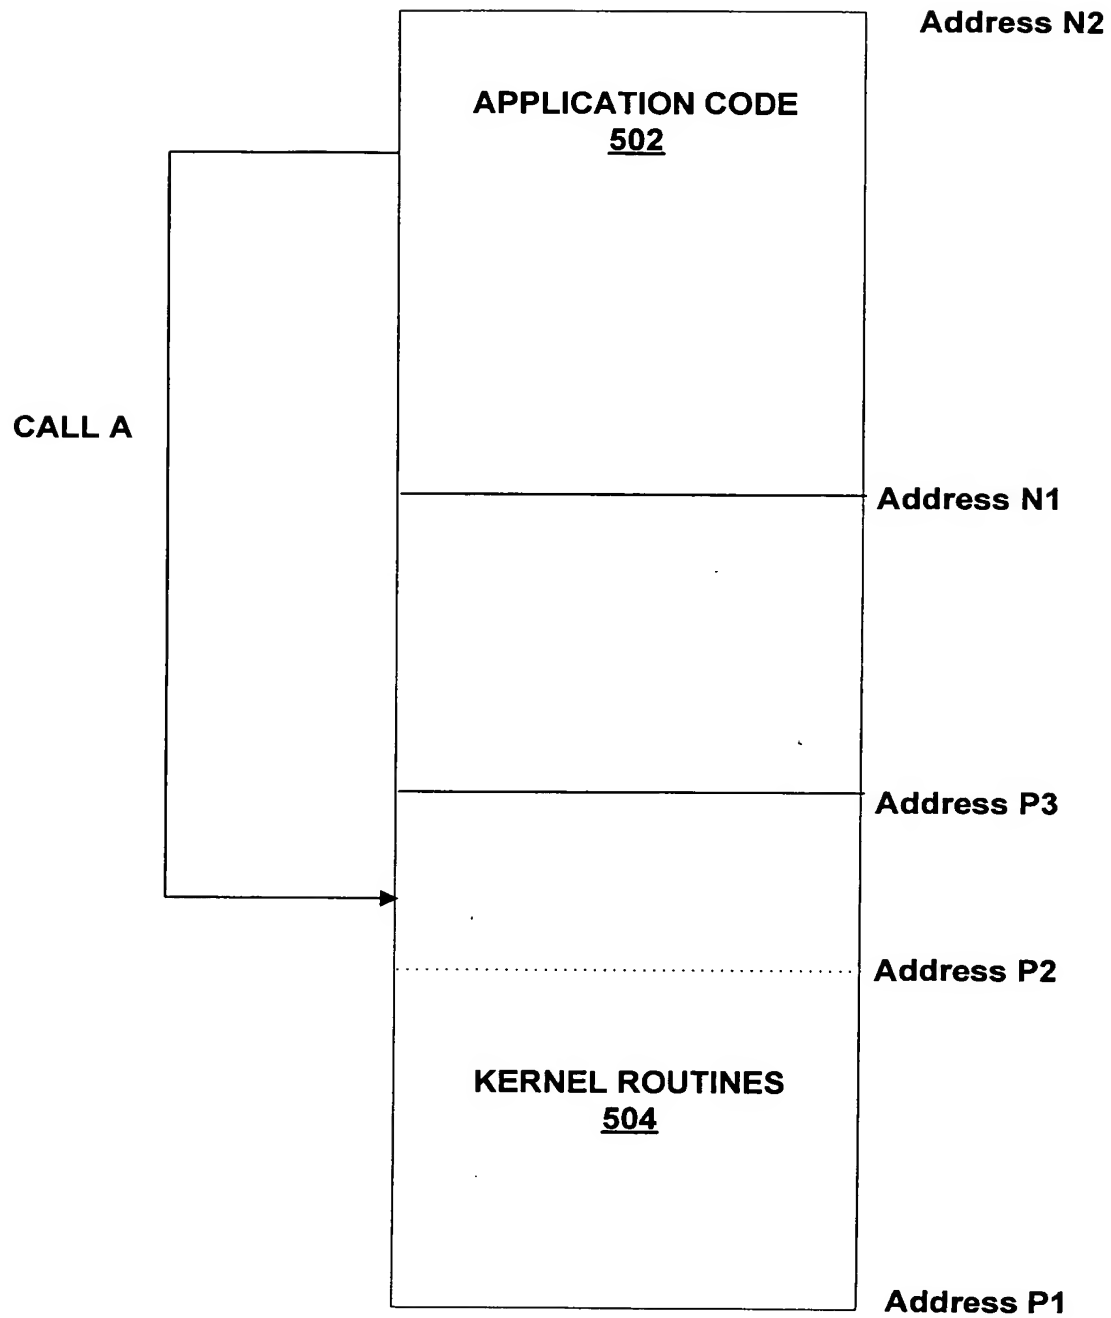 Address N2
APPLICATION CODE
502
CALL A
Address N1
Address P3
Address P2
KERNEL ROUTINES
504
Address P1